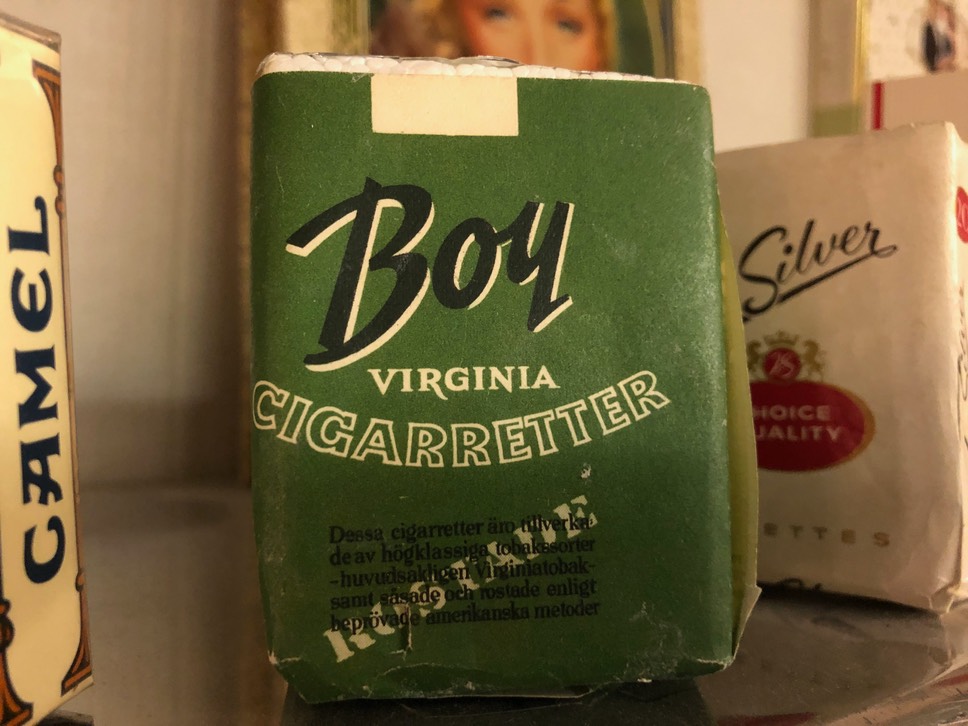 CAMEL
Boy
VIRGINIA
CIGARRETTER
Dessa cigarretter äro tillverka-
de av högklassiga tobakssorter
-huvudsakligen Virginiatobak-
samt såsade och rostade enligt
beprövade amerikanska metoder
ROSTADE
Silver
CHOICE
QUALITY